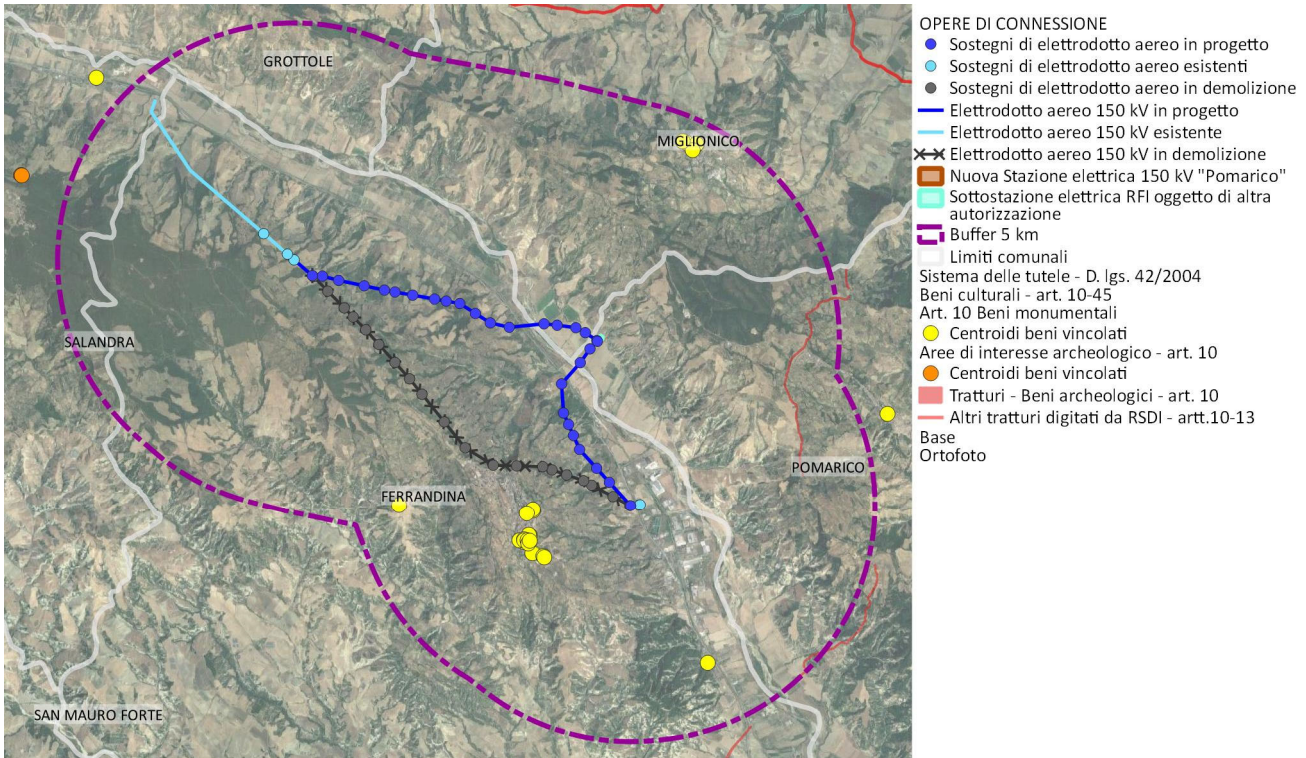 GROTTOLE
MIGLIONICO
SALANDRA
POMARICO
FERRANDINA
SAN MAURO FORTE
OPERE DI CONNESSIONE
Sostegni di elettrodotto aereo in progetto
Sostegni di elettrodotto aereo esistenti
Sostegni di elettrodotto aereo in demolizione
Elettrodotto aereo 150 kV in progetto
Elettrodotto aereo 150 kV esistente
Elettrodotto aereo 150 kV in demolizione
Nuova Stazione elettrica 150 kV "Pomarico"
Sottostazione elettrica RFI oggetto di altra
autorizzazione
Buffer 5 km
Limiti comunali
Sistema delle tutele - D. lgs. 42/2004
Beni culturali - art. 10-45
Art. 10 Beni monumentali
Centroidi beni vincolati
Aree di interesse archeologico - art. 10
Centroidi beni vincolati
Tratturi - Beni archeologici - art. 10
Altri tratturi digitati da RSDI - artt.10-13
Base
Ortofoto